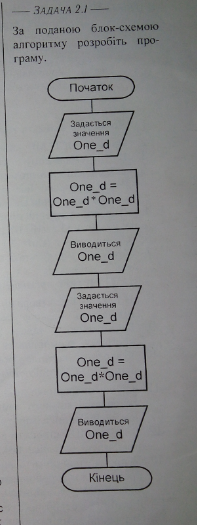 Задача 2.1
За поданою блок-схемою
алгоритму розробіть про-
граму.
Початок
Задається
значення
One_d
One_d =
One_d*One_d
Виводиться
One_d
Задається
значення
One_d
One_d =
One_d*One_d
Виводиться
One_d
Кінець